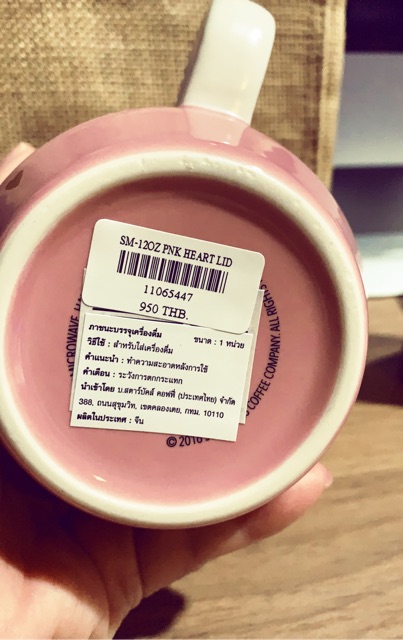 SM-12OZ PNK HEART LID
11065447
950 THB.
ภาชนะบรรจุเครื่องดื่ม ขนาด : 1 หน่วย
วิธีใช้ : สำหรับใส่เครื่องดื่ม
คำแนะนำ : ทำความสะอาดหลังการใช้
คำเตือน : ระวังการตกกระแทก
นำเข้าโดย บ.สตาร์บัคส์ คอฟฟี่ (ประเทศไทย) จำกัด
388, ถนนสุขุมวิท, เขตคลองเตย, กทม. 10110
ผลิตในประเทศ : จีน
COFFEE COMPANY. ALL RIGHTS